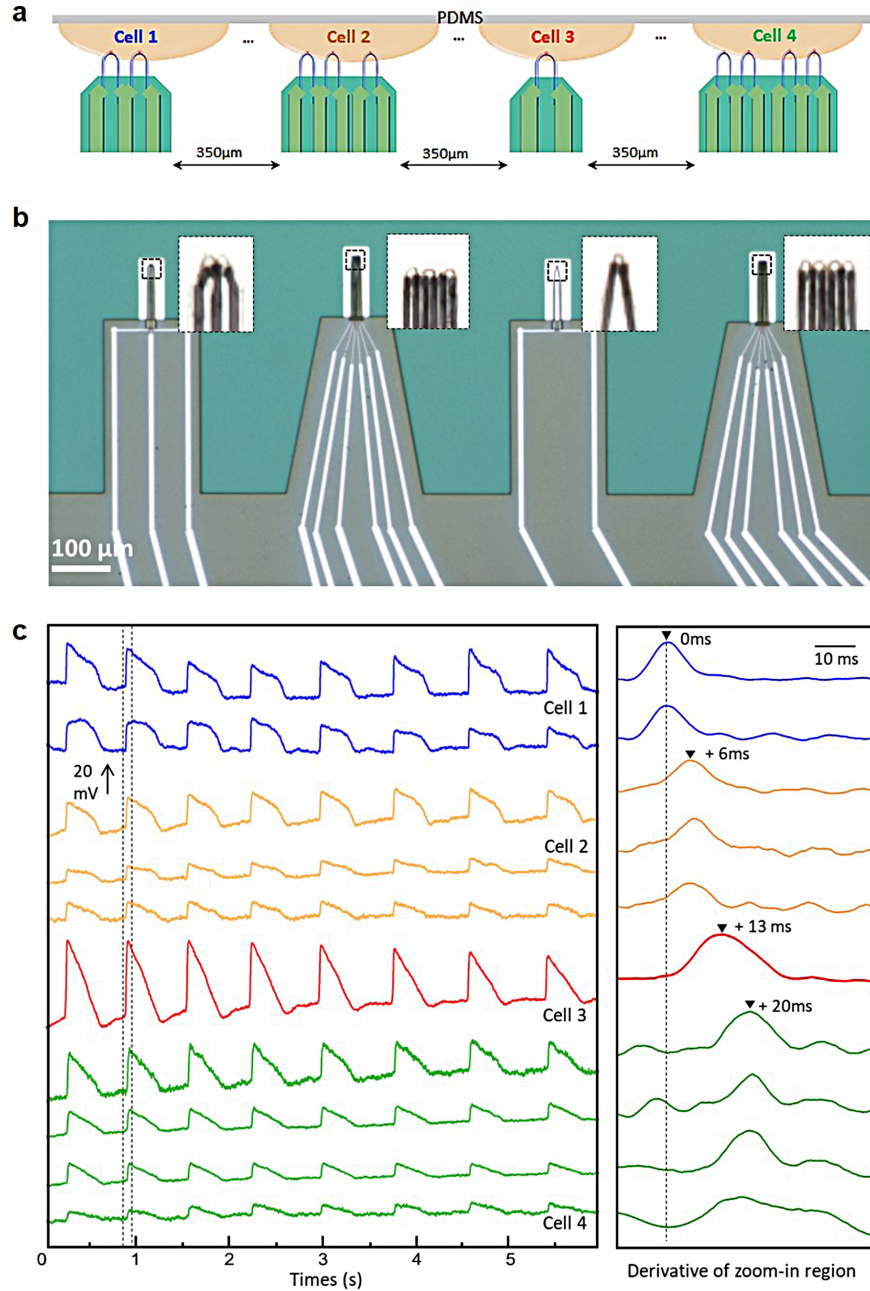 a
PDMS
Cell 1 ... Cell 2 ... Cell 3 ... Cell 4
350μm 350μm 350μm
b
100 μm
c
0ms
10 ms
Cell 1
+ 6ms
20
mV
Cell 2
+ 13 ms
Cell 3
+ 20ms
Cell 4
0 1 2 3 4 5
Times (s)
Derivative of zoom-in region